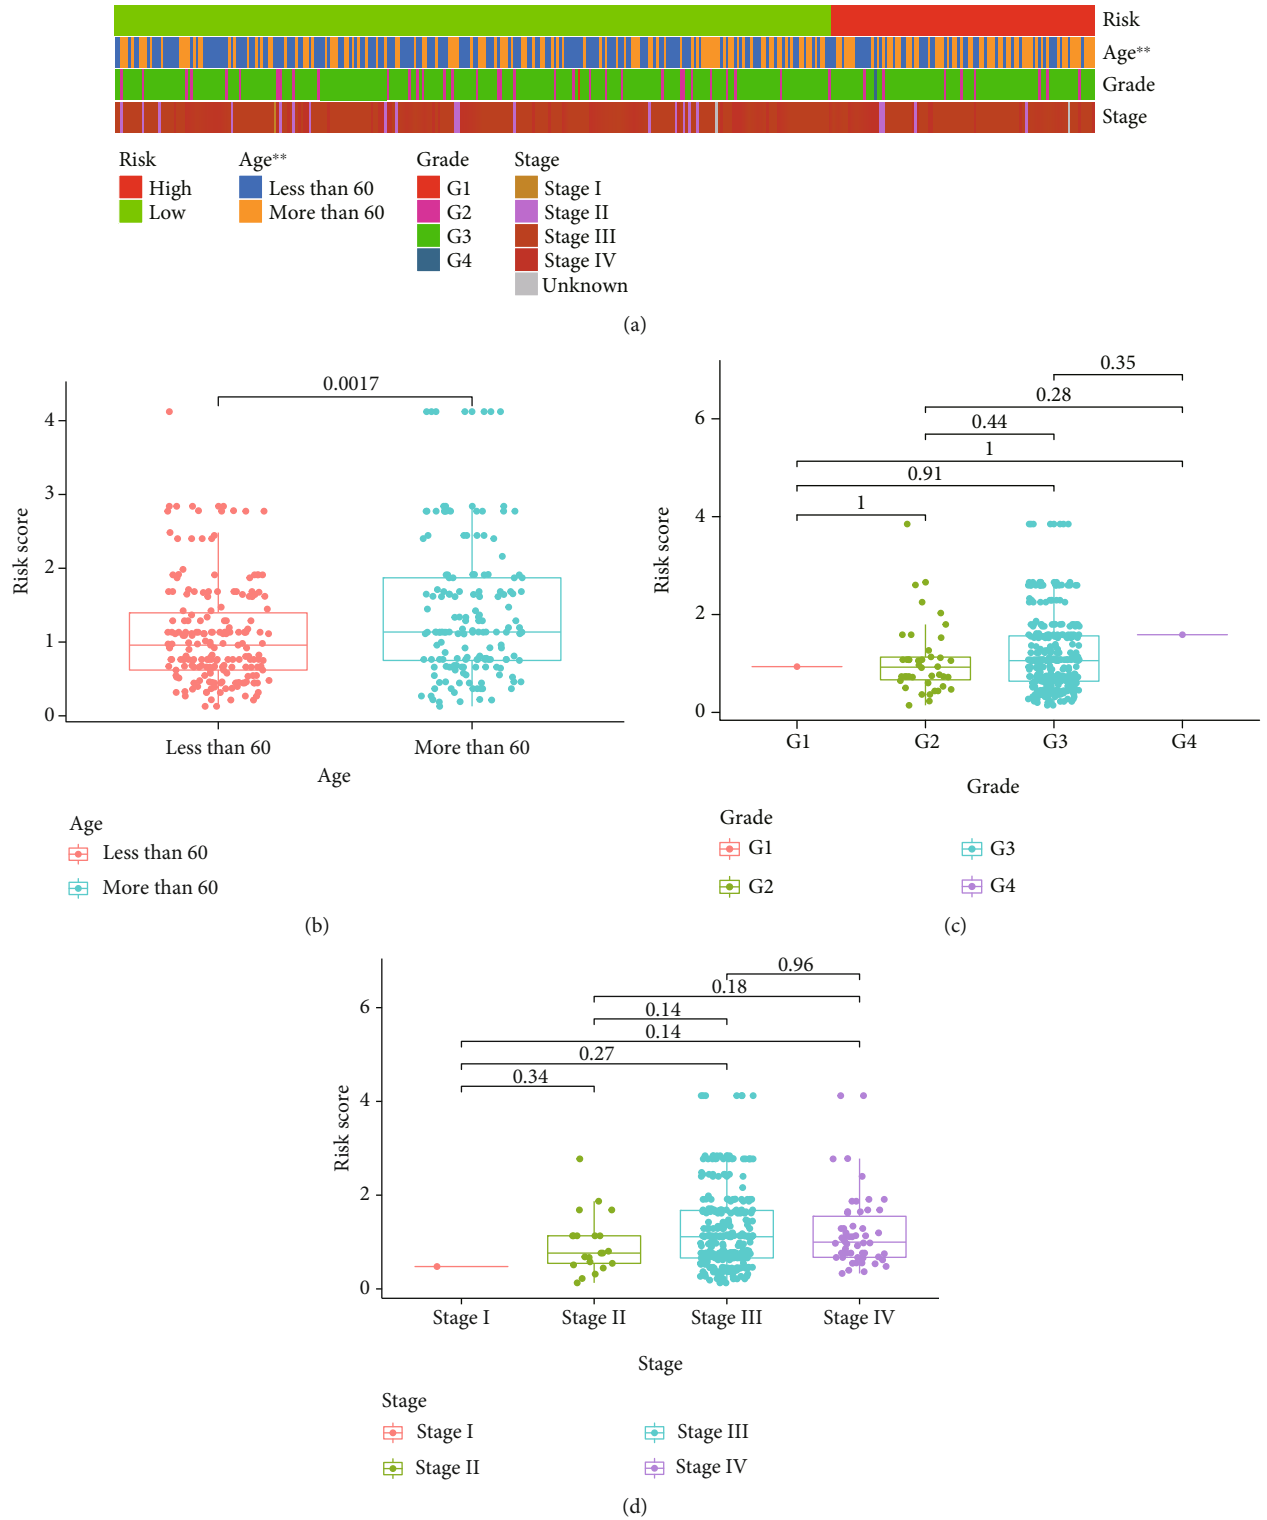 Risk
Age**
Grade
Stage
Risk
High
Low
Age**
Less than 60
More than 60
Grade
G1
G2
G3
G4
Stage
Stage I
Stage II
Stage III
Stage IV
Unknown
(a)
0.0017
4
3
2
1
0
Risk score
Less than 60
More than 60
Age
Age
Less than 60
More than 60
(b)
0.35
0.28
0.44
1
0.91
1
6
4
2
0
Risk score
G1
G2
G3
G4
Grade
Grade
G1
G2
G3
G4
(c)
0.96
0.18
0.14
0.14
0.27
0.34
6
4
2
0
Risk score
Stage I
Stage II
Stage III
Stage IV
Stage
Stage
Stage I
Stage II
Stage III
Stage IV
(d)